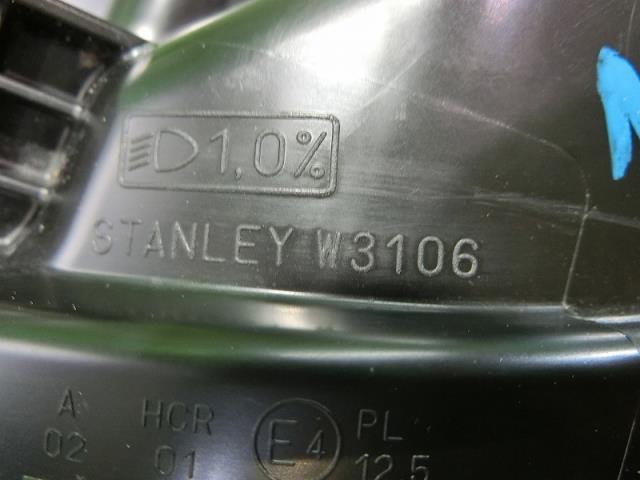 1,0%
STANLEY W3106
A HCR E4 PL
02 01 12.5